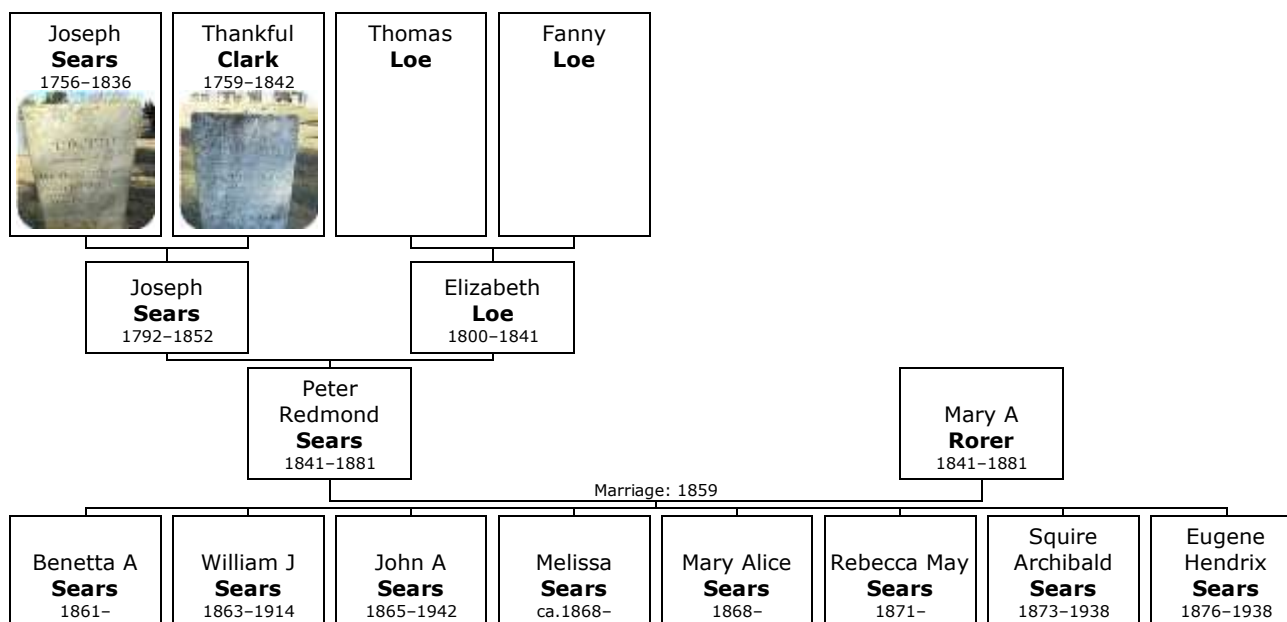 Joseph
Sears
1756–1836
Thankful
Clark
1759–1842
Thomas
Loe
Fanny
Loe
Joseph
Sears
1792–1852
Elizabeth
Loe
1800–1841
Peter
Redmond
Sears
1841–1881
Mary A
Rorer
1841–1881
Marriage: 1859
Benetta A
Sears
1861–
William J
Sears
1863–1914
John A
Sears
1865–1942
Melissa
Sears
ca.1868–
Mary Alice
Sears
1868–
Rebecca May
Sears
1871–
Squire
Archibald
Sears
1873–1938
Eugene
Hendrix
Sears
1876–1938